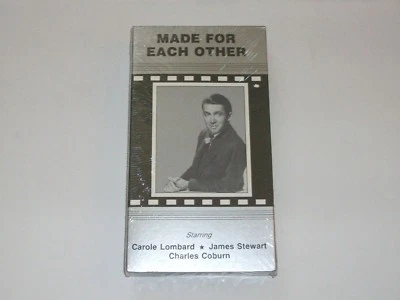 MADE FOR
EACH OTHER
Starring
Carole Lombard ★ James Stewart
Charles Coburn